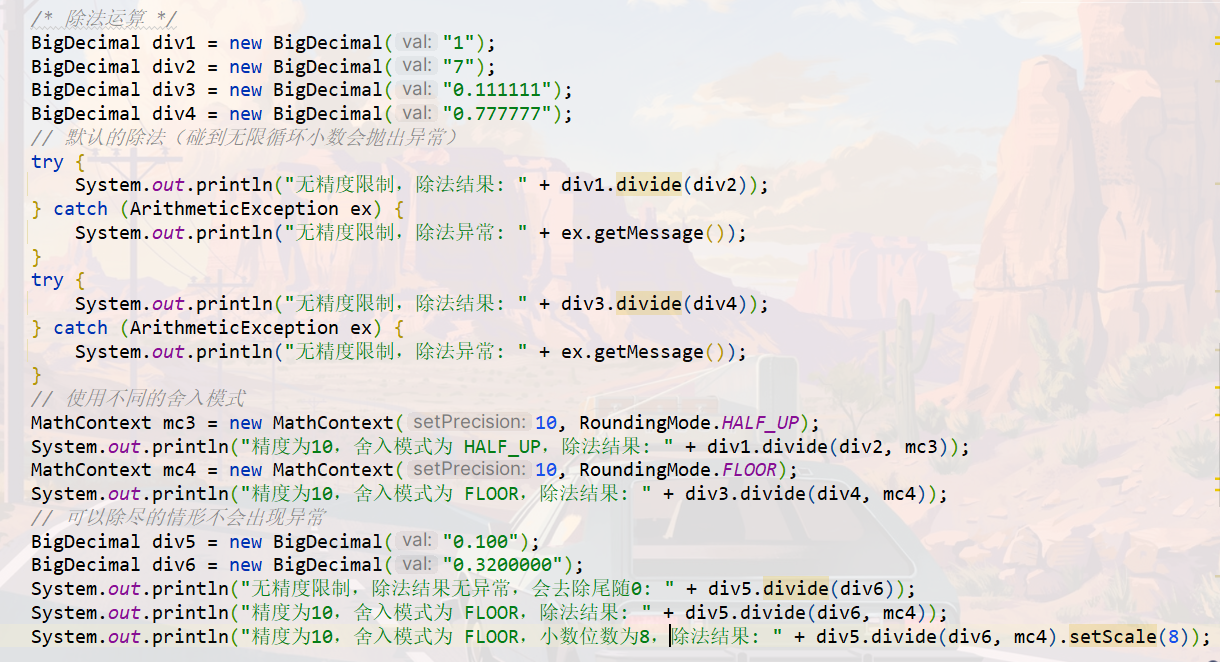 /* 除法运算 */
BigDecimal div1 = new BigDecimal( val: "1");
BigDecimal div2 = new BigDecimal( val: "7");
BigDecimal div3 = new BigDecimal( val: "0.111111");
BigDecimal div4 = new BigDecimal( val: "0.777777");
// 默认的除法（碰到无限循环小数会抛出异常）
try {
    System.out.println("无精度限制，除法结果: " + div1.divide(div2));
} catch (ArithmeticException ex) {
    System.out.println("无精度限制，除法异常: " + ex.getMessage());
}
try {
    System.out.println("无精度限制，除法结果: " + div3.divide(div4));
} catch (ArithmeticException ex) {
    System.out.println("无精度限制，除法异常: " + ex.getMessage());
}
// 使用不同的舍入模式
MathContext mc3 = new MathContext( setPrecision: 10, RoundingMode.HALF_UP);
System.out.println("精度为10，舍入模式为 HALF_UP，除法结果: " + div1.divide(div2, mc3));
MathContext mc4 = new MathContext( setPrecision: 10, RoundingMode.FLOOR);
System.out.println("精度为10，舍入模式为 FLOOR，除法结果: " + div3.divide(div4, mc4));
// 可以除尽的情形不会出现异常
BigDecimal div5 = new BigDecimal( val: "0.100");
BigDecimal div6 = new BigDecimal( val: "0.3200000");
System.out.println("无精度限制，除法结果无异常，会去除尾随0: " + div5.divide(div6));
System.out.println("精度为10，舍入模式为 FLOOR，除法结果: " + div5.divide(div6, mc4));
System.out.println("精度为10，舍入模式为 FLOOR，小数位数为8，除法结果: " + div5.divide(div6, mc4).setScale(8));